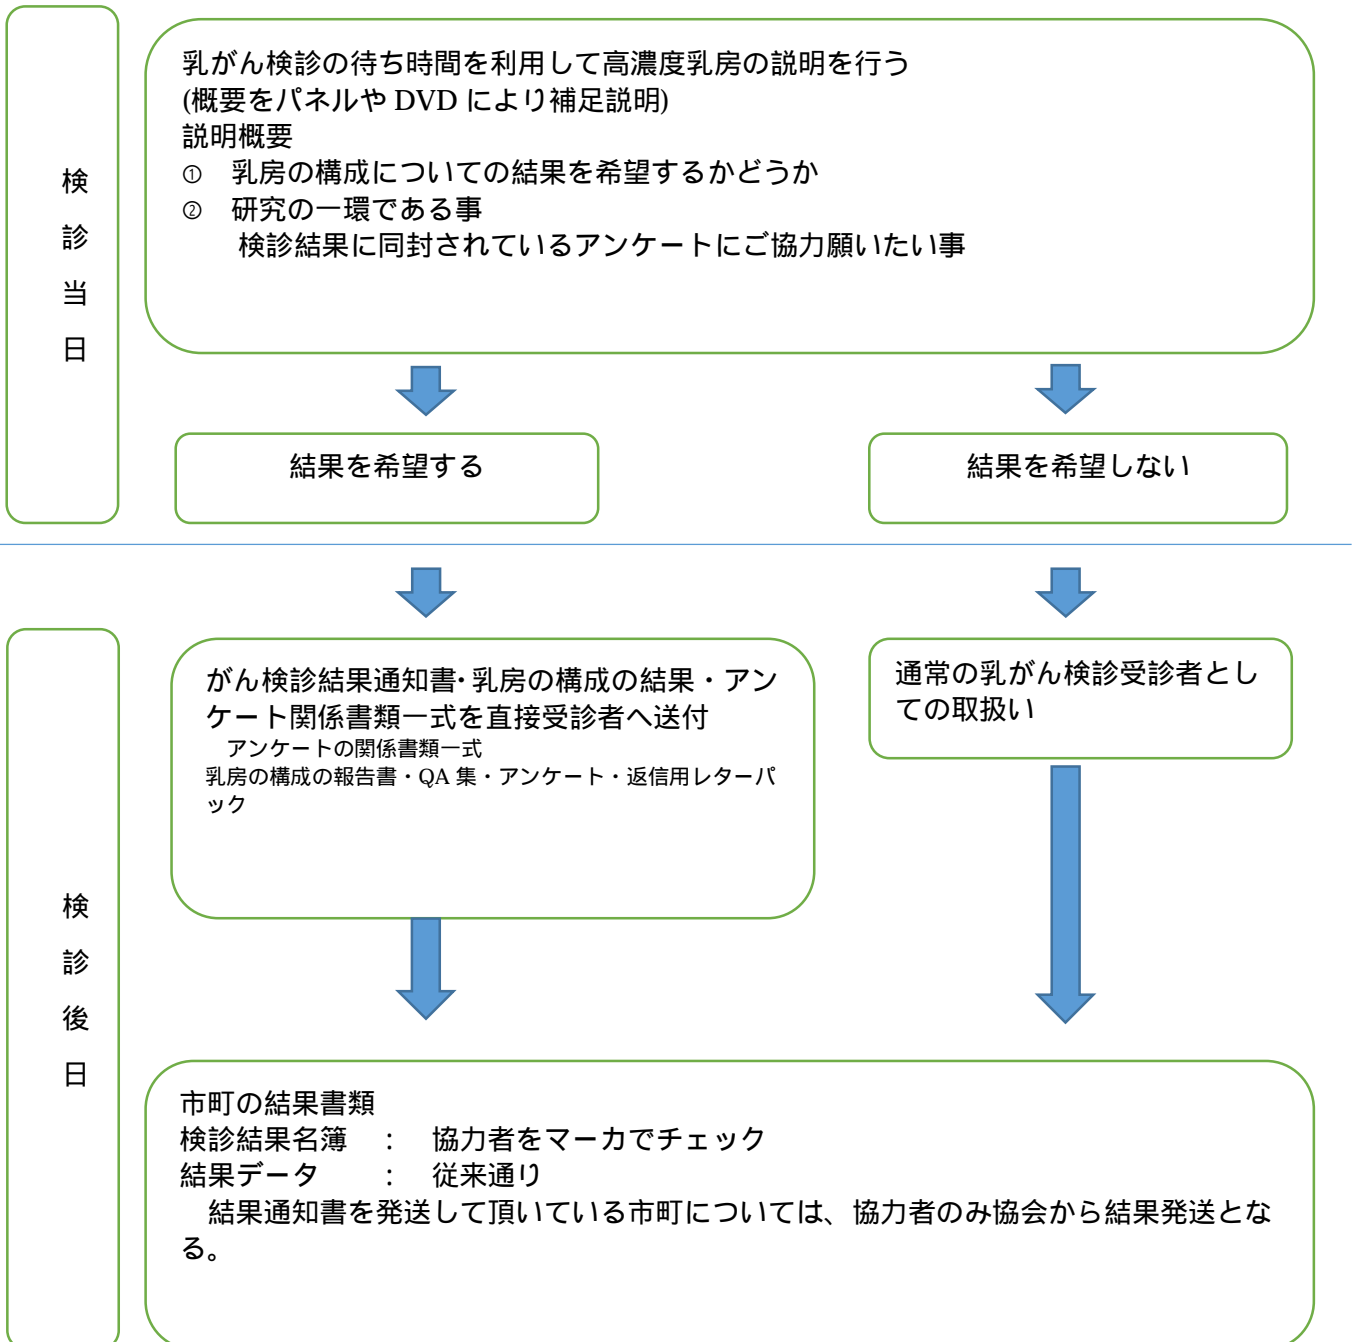 検診当日
乳がん検診の待ち時間を利用して高濃度乳房の説明を行う
(概要をパネルや DVD により補足説明)
説明概要
① 乳房の構成についての結果を希望するかどうか
② 研究の一環である事
検診結果に同封されているアンケートにご協力願いたい事
結果を希望する
結果を希望しない
検診後日
がん検診結果通知書・乳房の構成の結果・アン
ケート関係書類一式を直接受診者へ送付
アンケートの関係書類一式
乳房の構成の報告書・QA 集・アンケート・返信用レターパ
ック
通常の乳がん検診受診者とし
ての取扱い
市町の結果書類
検診結果名簿 : 協力者をマーカでチェック
結果データ : 従来通り
結果通知書を発送して頂いている市町については、協力者のみ協会から結果発送とな
る。